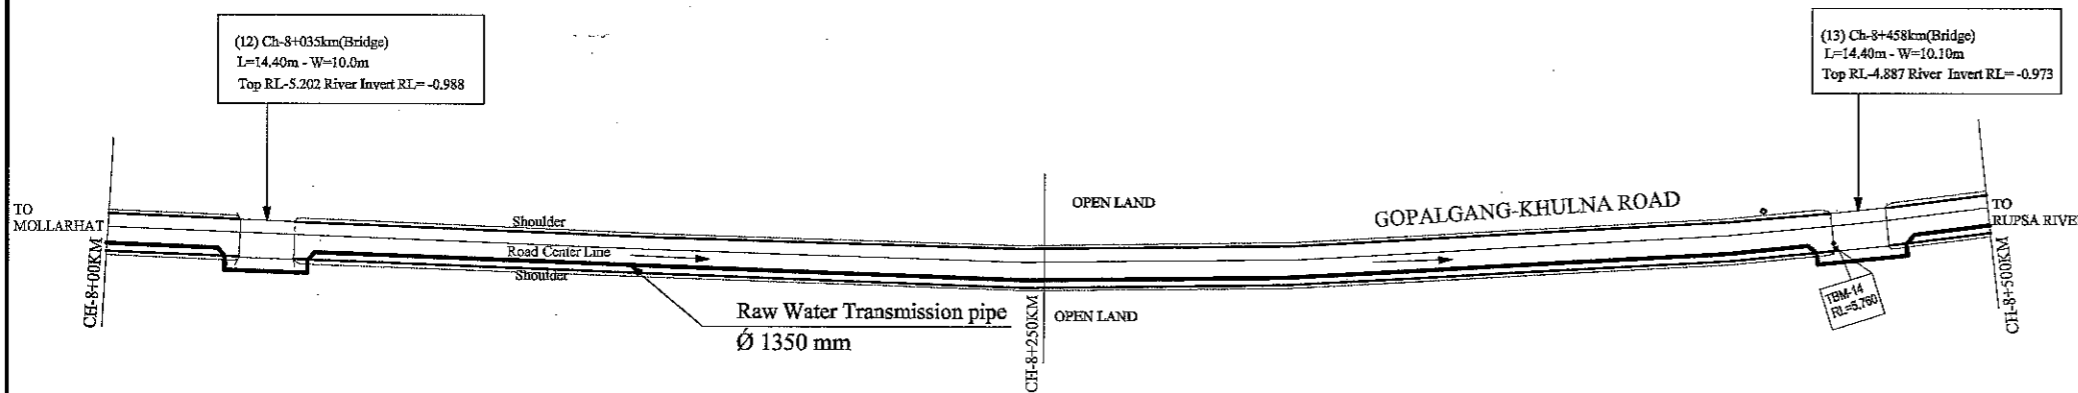 (12) Ch-8+035km(Bridge)
L=14.40m - W=10.0m
Top RL-5.202 River Invert RL= -0.988
(13) Ch-8+458km(Bridge)
L=14.40m - W=10.10m
Top RL-4.887 River Invert RL= -0.973
TO
MOLLARHAT
CH-8+00KM
Shoulder
Road Center Line
Shoulder
Raw Water Transmission pipe
Ø 1350 mm
OPEN LAND
CH-8+250KM
OPEN LAND
GOPALGANG-KHULNA ROAD
TBM-14
RL=5.760
TO
RUPSA RIVE
CH-8+500KM